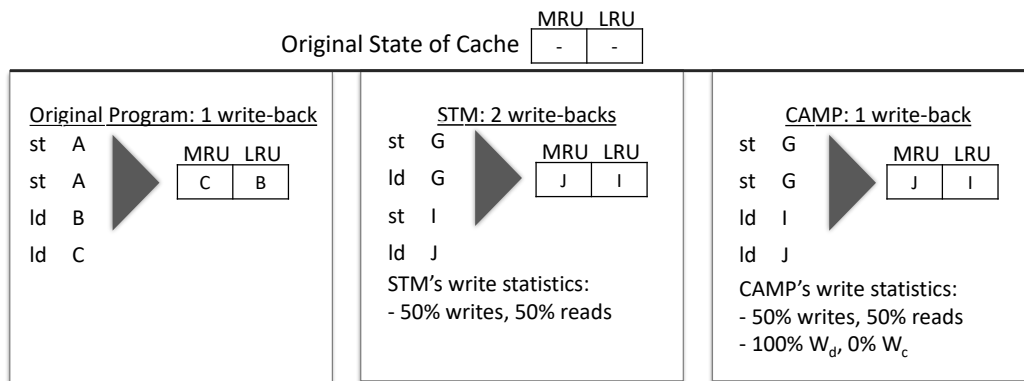 MRU LRU
Original State of Cache - -
Original Program: 1 write-back
st A
st A
ld B
ld C
MRU LRU
C B
STM: 2 write-backs
st G
ld G
st I
ld J
MRU LRU
J I
STM's write statistics:
- 50% writes, 50% reads
CAMP: 1 write-back
st G
st G
ld I
ld J
MRU LRU
J I
CAMP's write statistics:
- 50% writes, 50% reads
- 100% Wd, 0% Wc